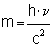 m = h · ν / c²